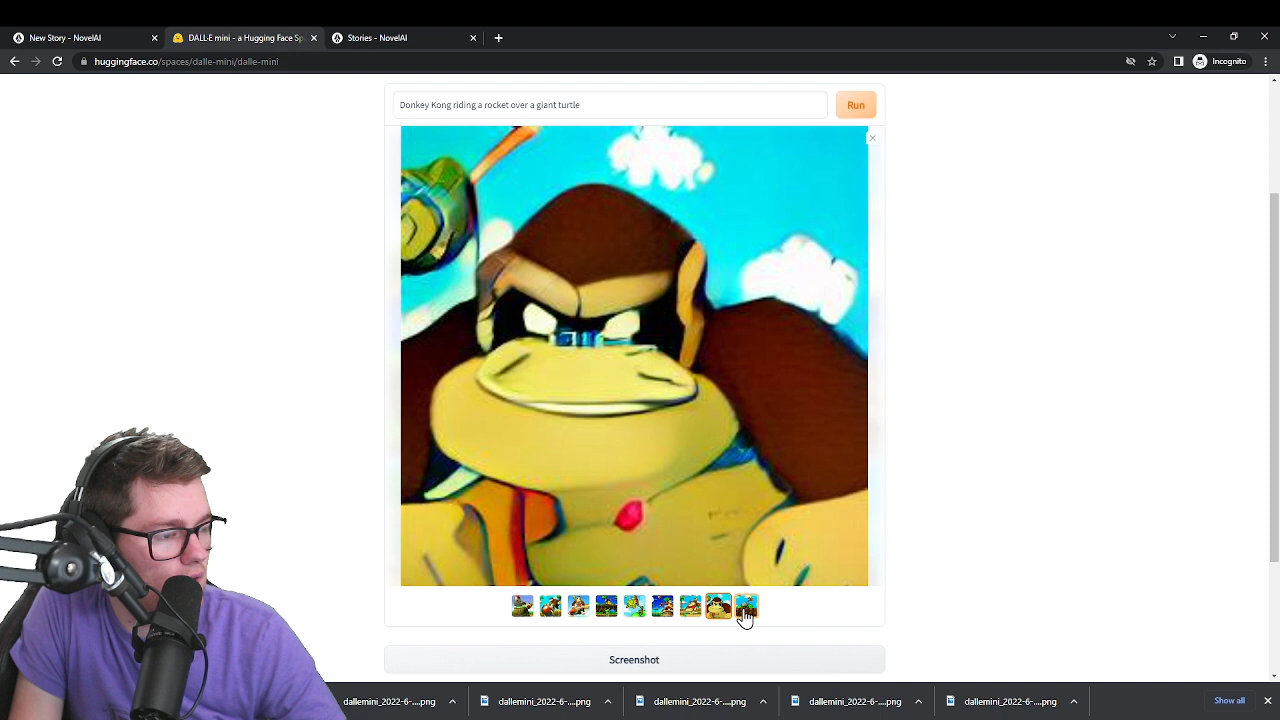 New Story - NovelAI
DALL·E mini - a Hugging Face Sp
Stories - NovelAI
huggingface.co/spaces/dalle-mini/dalle-mini
Incognito
Donkey Kong riding a rocket over a giant turtle
Run
Screenshot
dallemini_2022-6-....png
dallemini_2022-6-....png
dallemini_2022-6-....png
dallemini_2022-6-....png
dallemini_2022-6-....png
Show all